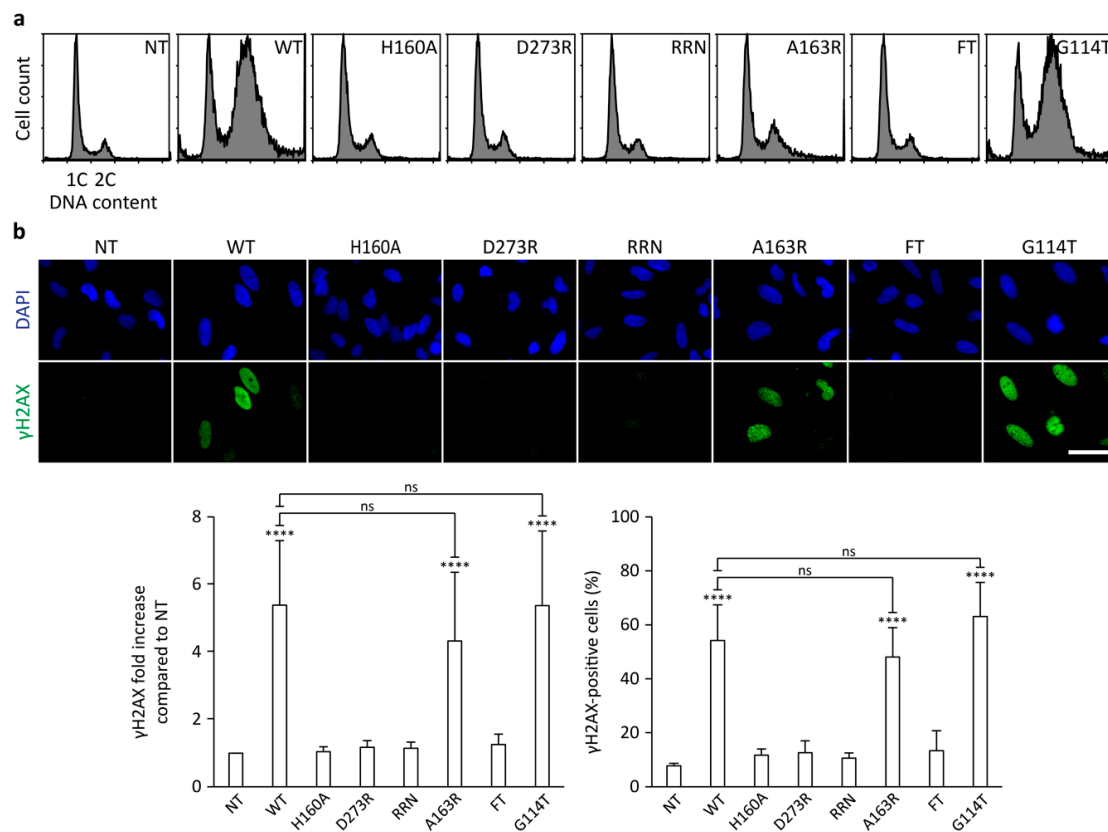 a
NT WT H160A D273R RRN A163R FT G114T
Cell count
1C 2C
DNA content
b
NT WT H160A D273R RRN A163R FT G114T
DAPI
γH2AX
ns
ns
**** **** ****
γH2AX fold increase
compared to NT
8
6
4
2
0
NT WT H160A D273R RRN A163R FT G114T
ns
ns
**** **** ****
γH2AX-positive cells (%)
100
80
60
40
20
0
NT WT H160A D273R RRN A163R FT G114T